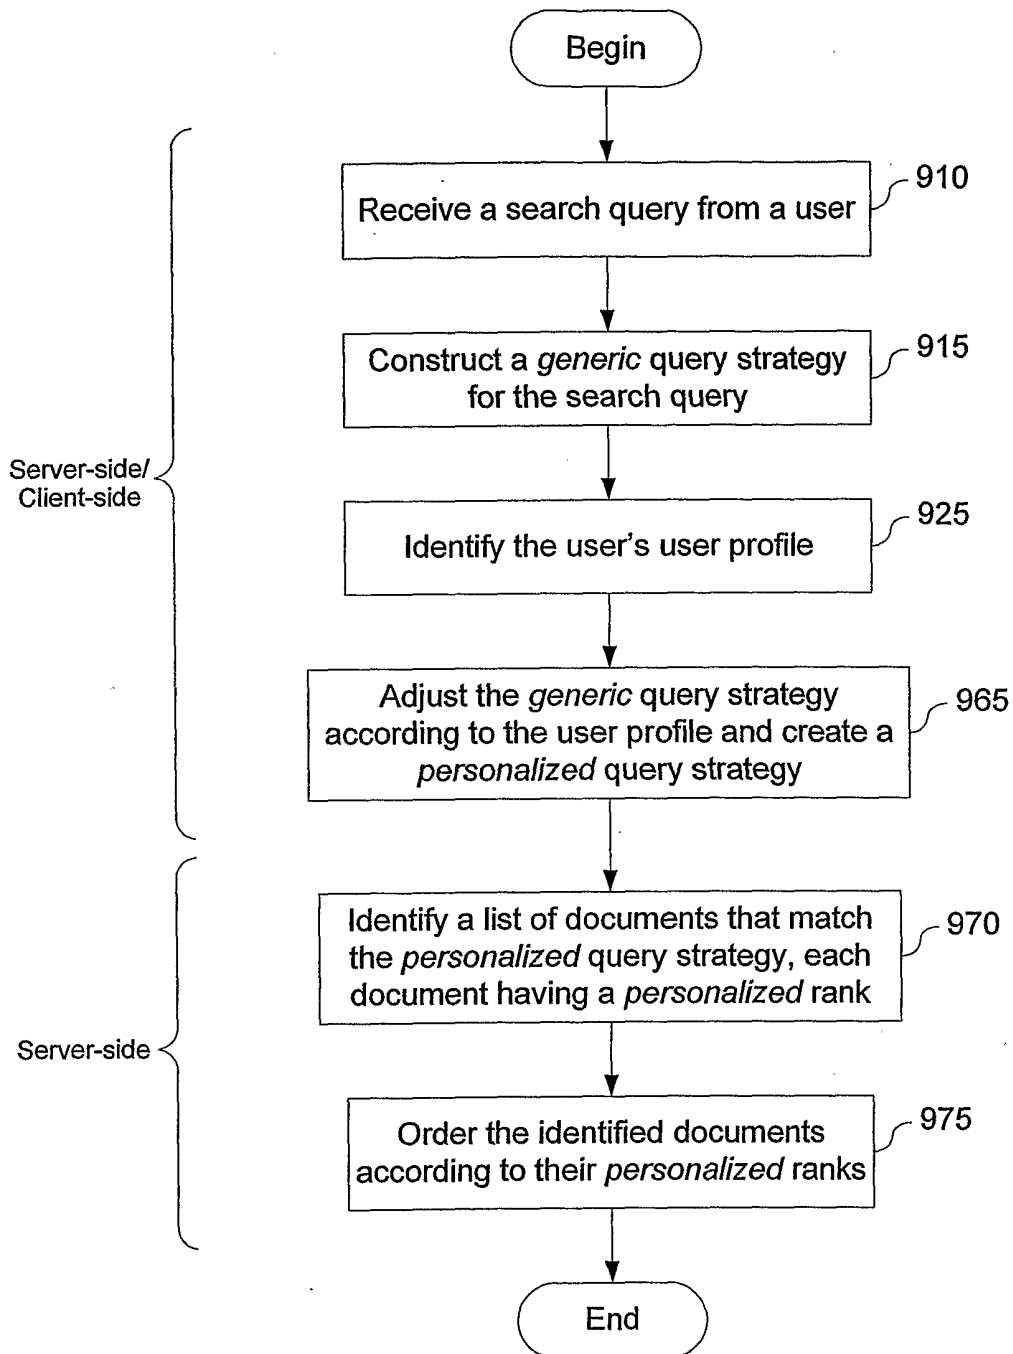 Begin
Receive a search query from a user
910
Construct a generic query strategy
for the search query
915
Identify the user's user profile
925
Server-side/
Client-side
Adjust the generic query strategy
according to the user profile and create a
personalized query strategy
965
Identify a list of documents that match
the personalized query strategy, each
document having a personalized rank
970
Server-side
Order the identified documents
according to their personalized ranks
975
End